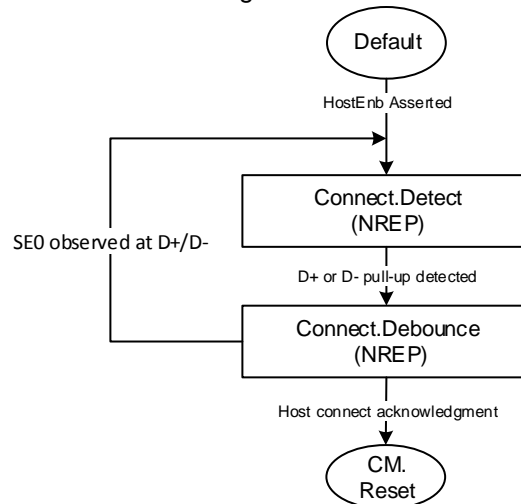 Default
HostEnb Asserted
Connect.Detect
(NREP)
SE0 observed at D+/D-
D+ or D- pull-up detected
Connect.Debounce
(NREP)
Host connect acknowledgment
CM.
Reset